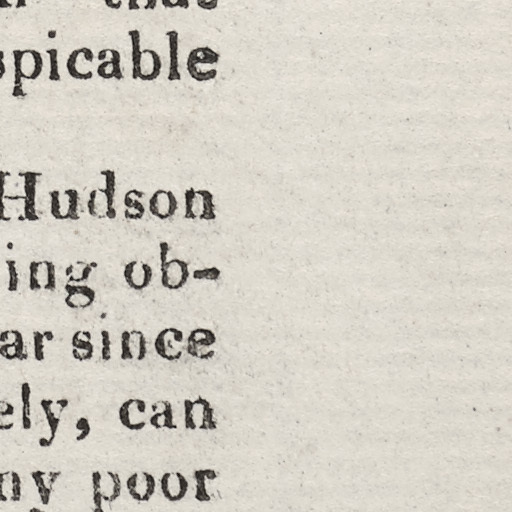 spicable
Hudson
ing ob-
ar since
ely, can
ny poor